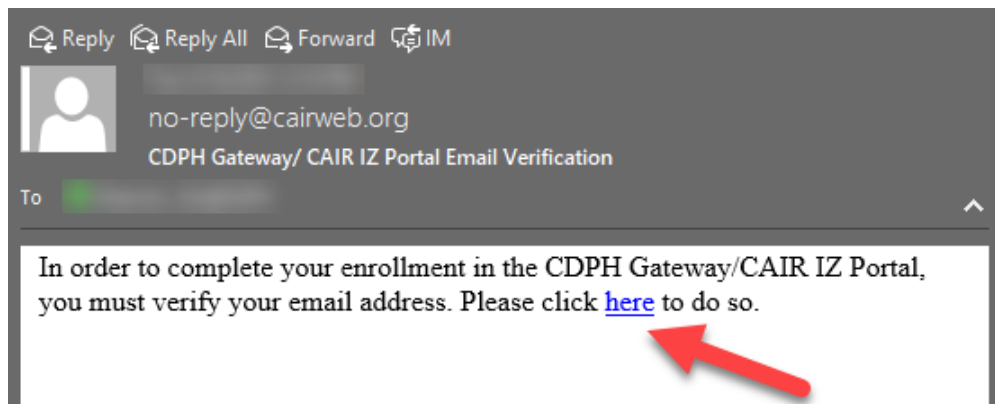 Reply Reply All Forward IM
no-reply@cairweb.org
CDPH Gateway/ CAIR IZ Portal Email Verification
To
In order to complete your enrollment in the CDPH Gateway/CAIR IZ Portal,
you must verify your email address. Please click here to do so.